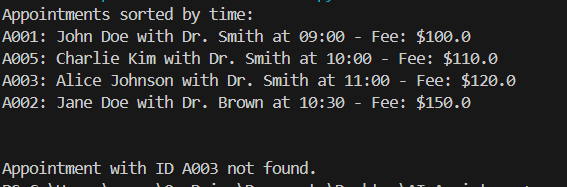 Appointments sorted by time:
A001: John Doe with Dr. Smith at 09:00 - Fee: $100.0
A005: Charlie Kim with Dr. Smith at 10:00 - Fee: $110.0
A003: Alice Johnson with Dr. Smith at 11:00 - Fee: $120.0
A002: Jane Doe with Dr. Brown at 10:30 - Fee: $150.0
Appointment with ID A003 not found.